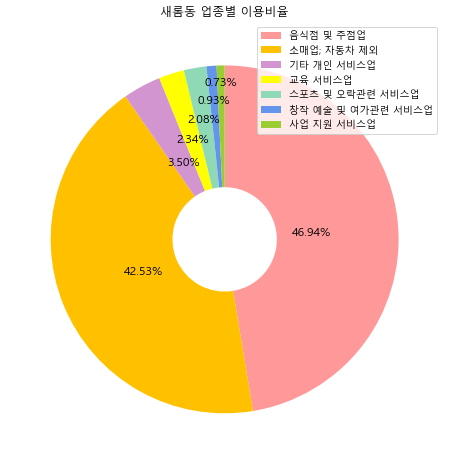 새롬동 업종별 이용비율
음식점 및 주점업
소매업; 자동차 제외
기타 개인 서비스업
교육 서비스업
스포츠 및 오락관련 서비스업
창작 예술 및 여가관련 서비스업
사업 지원 서비스업
0.73%
0.93%
2.08%
2.34%
3.50%
46.94%
42.53%